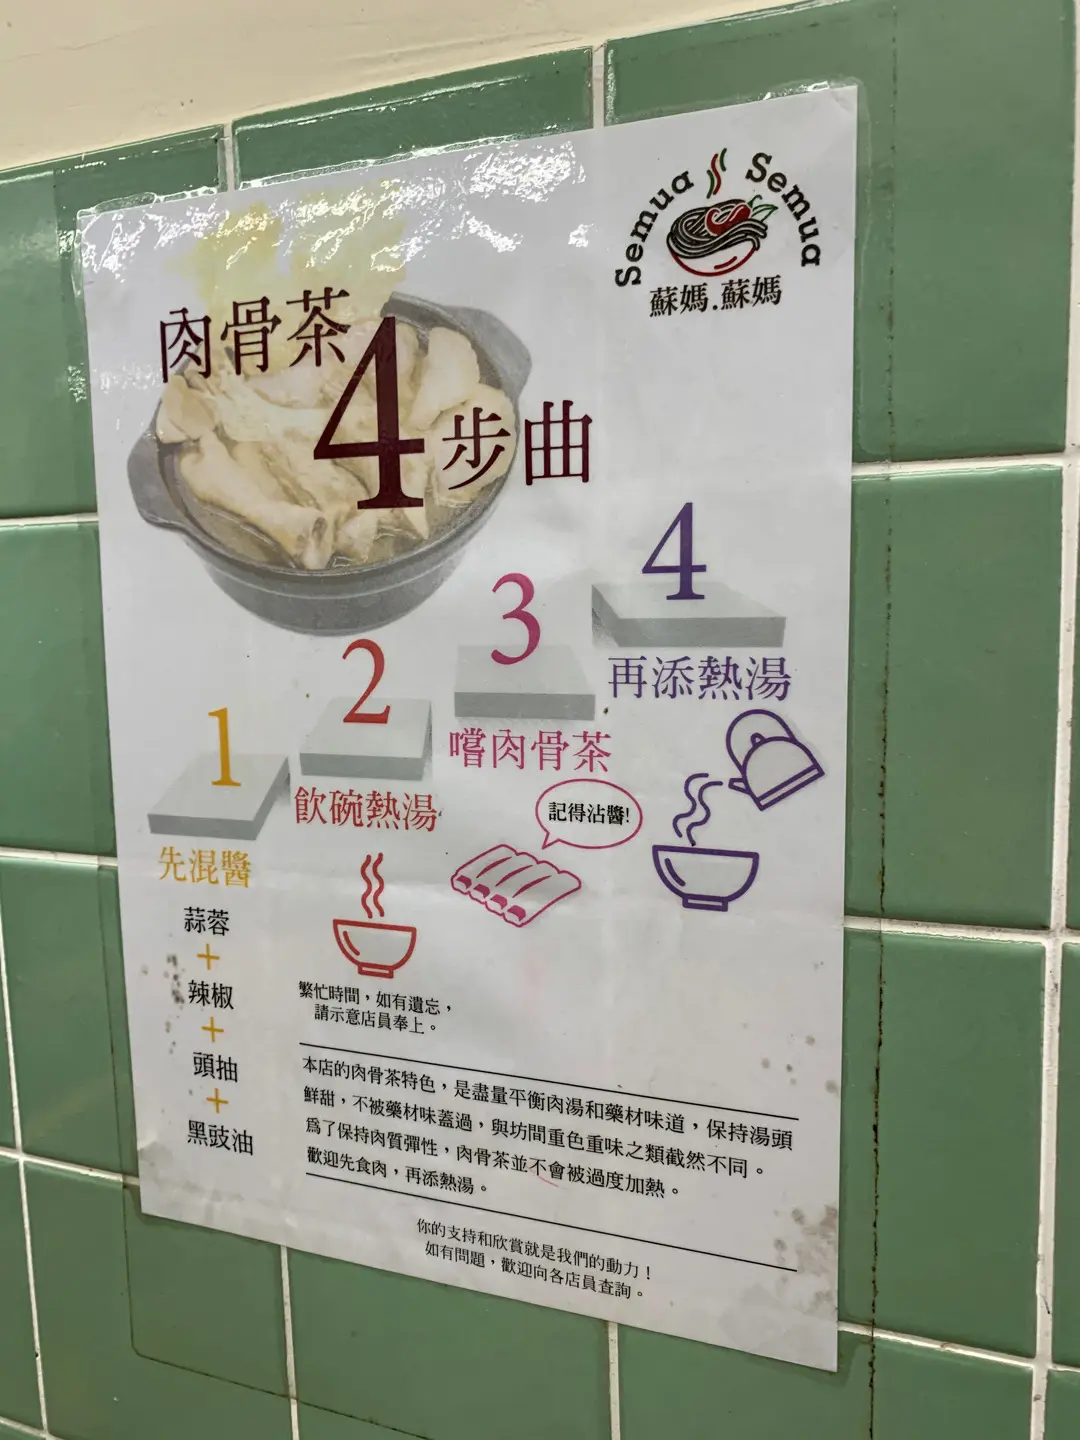 Semua Semua
蘇媽.蘇媽
肉骨茶
4步曲
1
先混醬
蒜蓉
+
辣椒
+
頭抽
+
黑豉油
2
飲碗熱湯
繁忙時間，如有遺忘，
請示意店員奉上。
3
嚐肉骨茶
記得沾醬!
4
再添熱湯
本店的肉骨茶特色，是盡量平衡肉湯和藥材味道，保持湯頭
鮮甜，不被藥材味蓋過，與坊間重色重味之類截然不同。
爲了保持肉質彈性，肉骨茶並不會被過度加熱。
歡迎先食肉，再添熱湯。
你的支持和欣賞就是我們的動力！
如有問題，歡迎向各店員查詢。